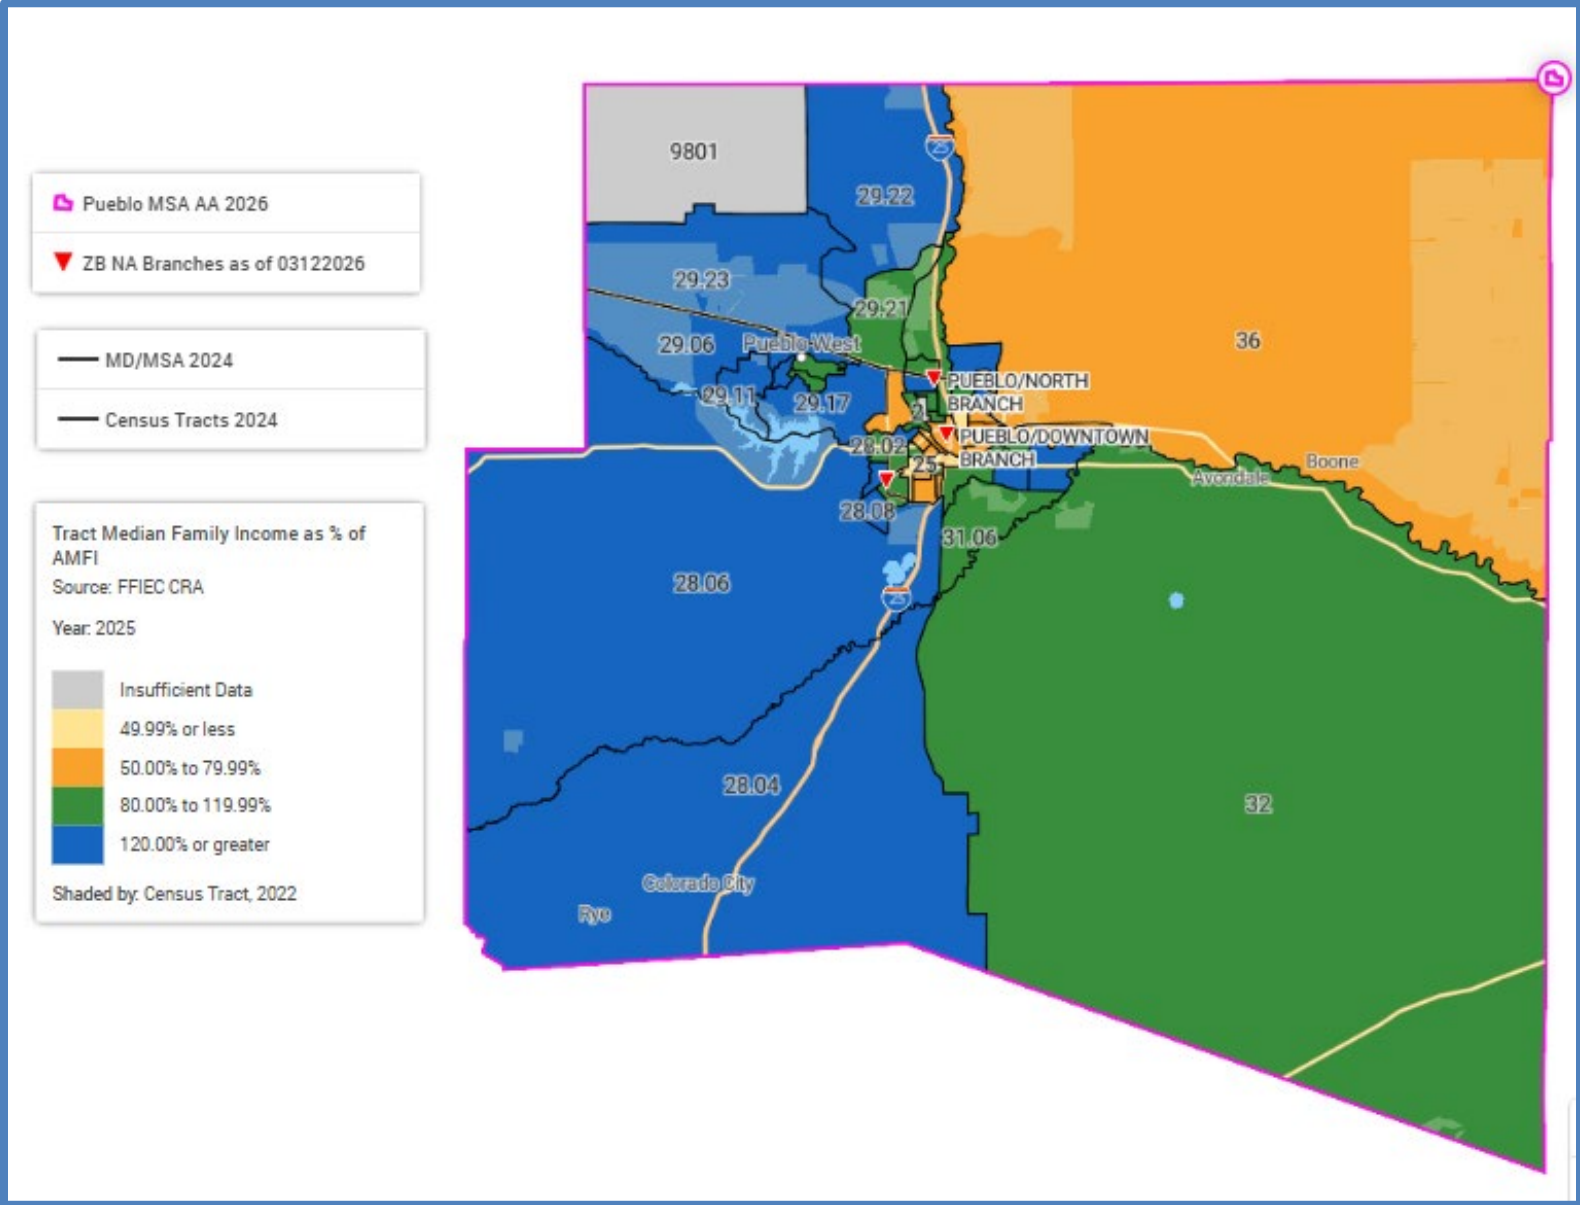 Pueblo MSA AA 2026
ZB NA Branches as of 03122026
MD/MSA 2024
Census Tracts 2024
Tract Median Family Income as % of
AMFI
Source: FFIEC CRA
Year: 2025
Insufficient Data
49.99% or less
50.00% to 79.99%
80.00% to 119.99%
120.00% or greater
Shaded by: Census Tract, 2022
9801
25
29.22
29.23
29.21
29.06
Pueblo West
36
PUEBLO/NORTH
BRANCH
29.11
29.17
PUEBLO/DOWNTOWN
BRANCH
28.02
25
Boone
Avondale
28.08
31.06
28.06
25
28.04
32
Colorado City
Rye